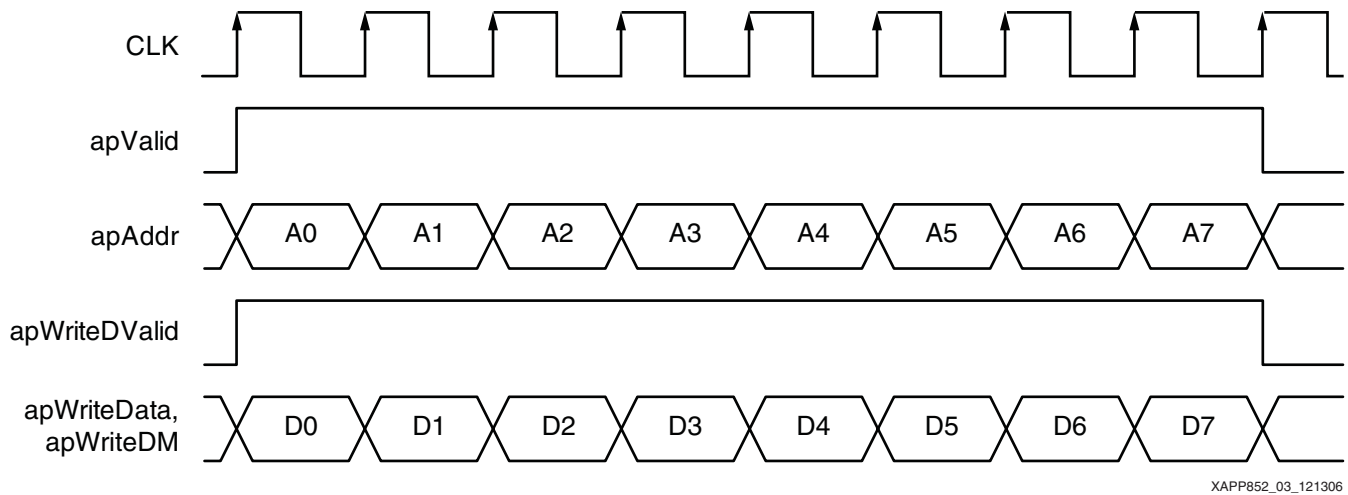 CLK
apValid
apAddr
A0 A1 A2 A3 A4 A5 A6 A7
apWriteDValid
apWriteData,
apWriteDM
D0 D1 D2 D3 D4 D5 D6 D7
XAPP852_03_121306